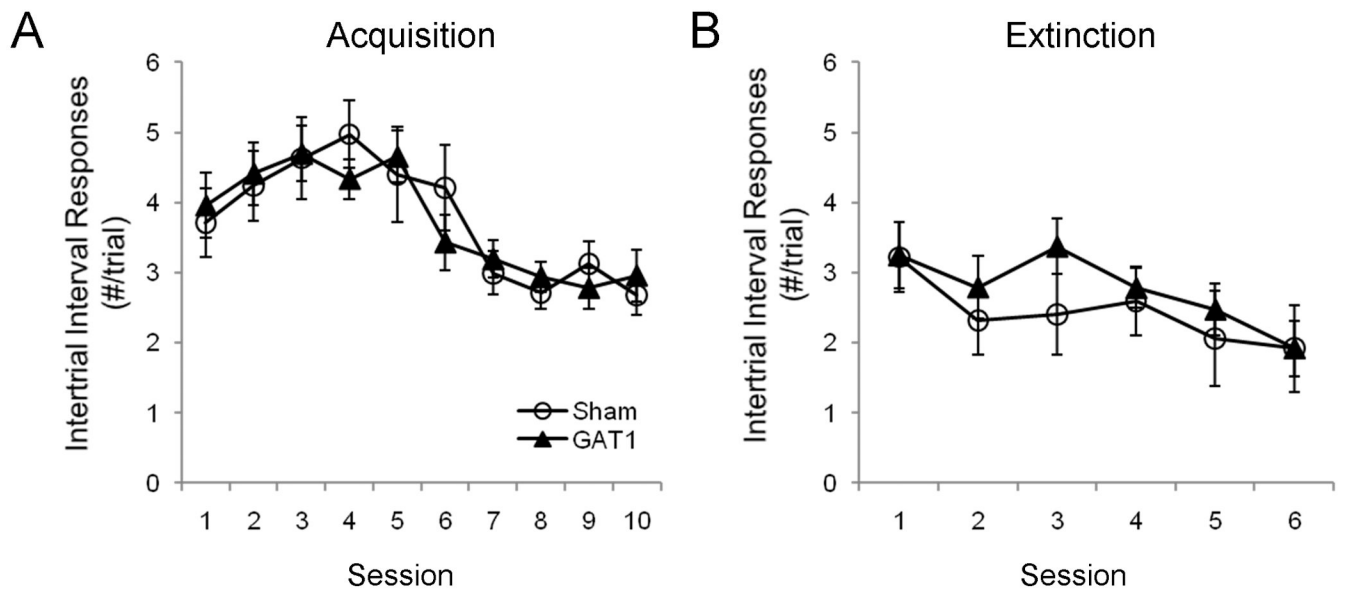 A
Acquisition
Intertrial Interval Responses
(#/trial)
6
5
4
3
2
1
0
Sham
GAT1
1 2 3 4 5 6 7 8 9 10
Session
B
Extinction
Intertrial Interval Responses
(#/trial)
6
5
4
3
2
1
0
1 2 3 4 5 6
Session